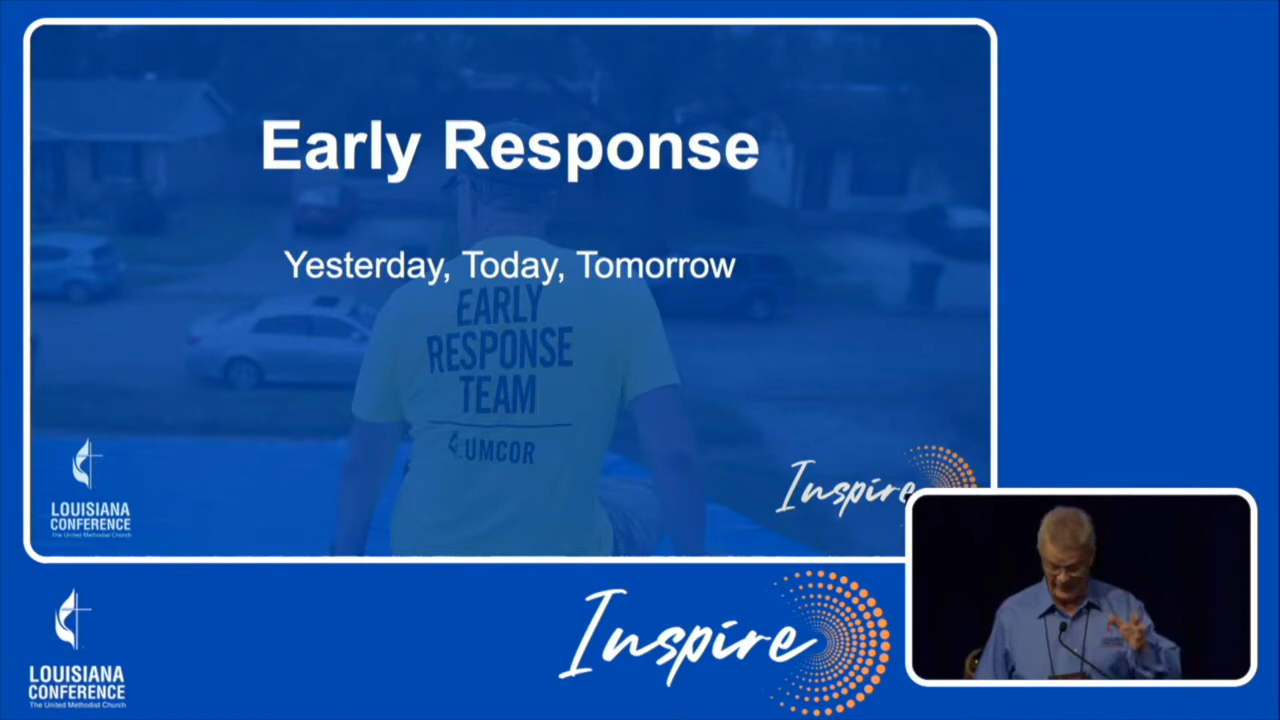 Early Response
Yesterday, Today, Tomorrow
EARLY
RESPONSE
TEAM
UMCOR
LOUISIANA
CONFERENCE
The United Methodist Church
Inspire
LOUISIANA
CONFERENCE
The United Methodist Church
Inspire